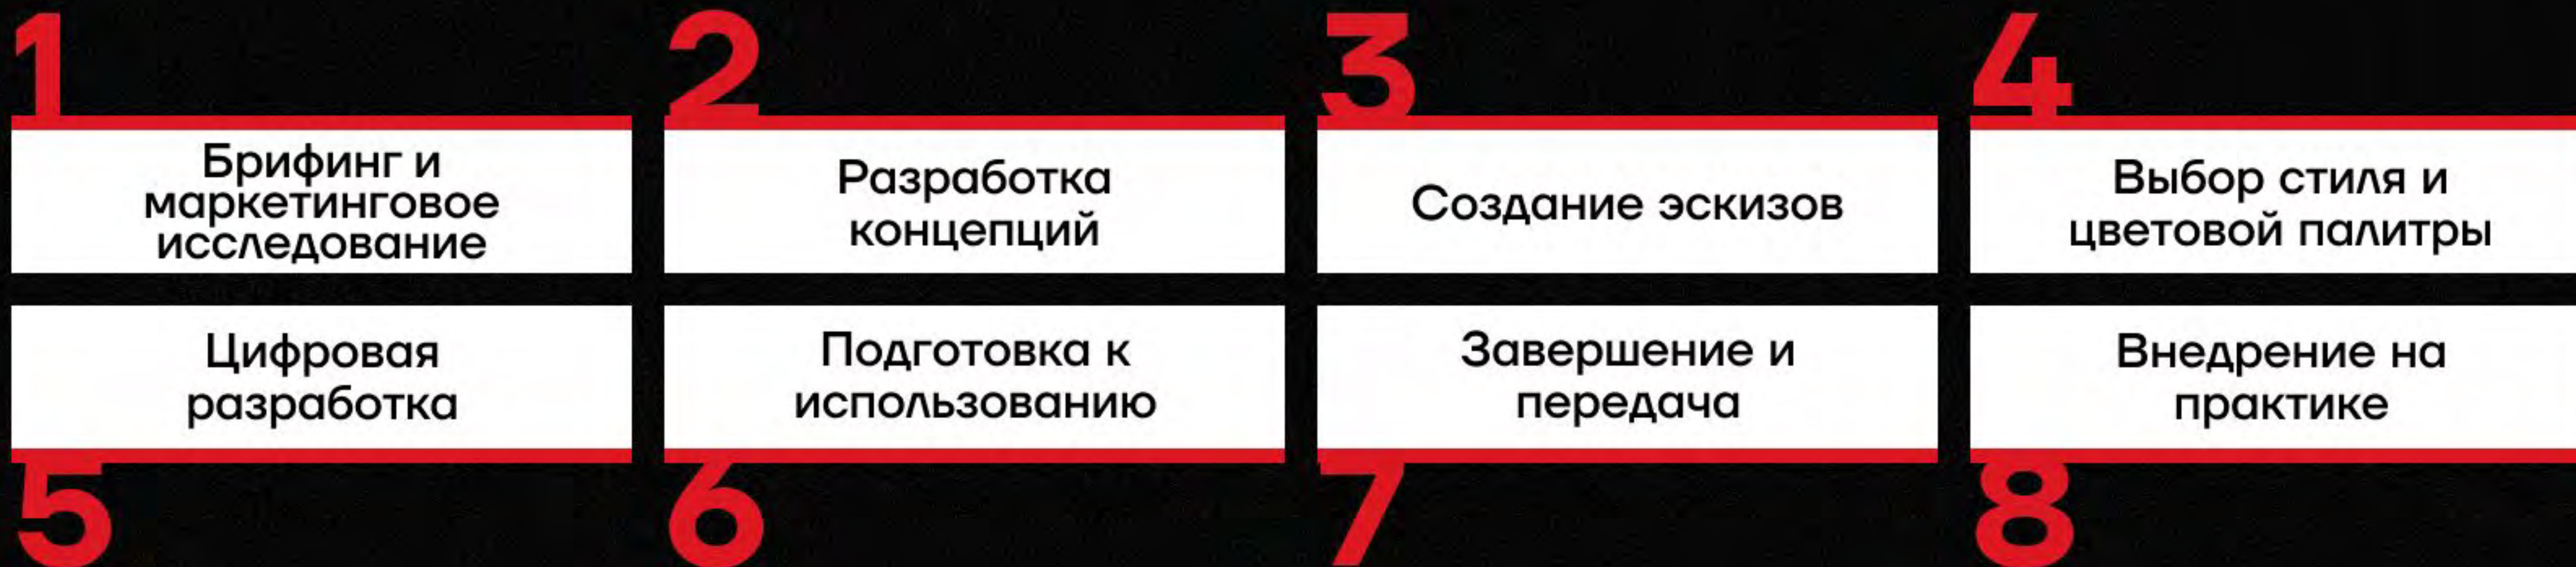 1
Брифинг и
маркетинговое
исследование
2
Разработка
концепций
3
Создание эскизов
4
Выбор стиля и
цветовой палитры
Цифровая
разработка
5
Подготовка к
использованию
6
Завершение и
передача
7
Внедрение на
практике
8